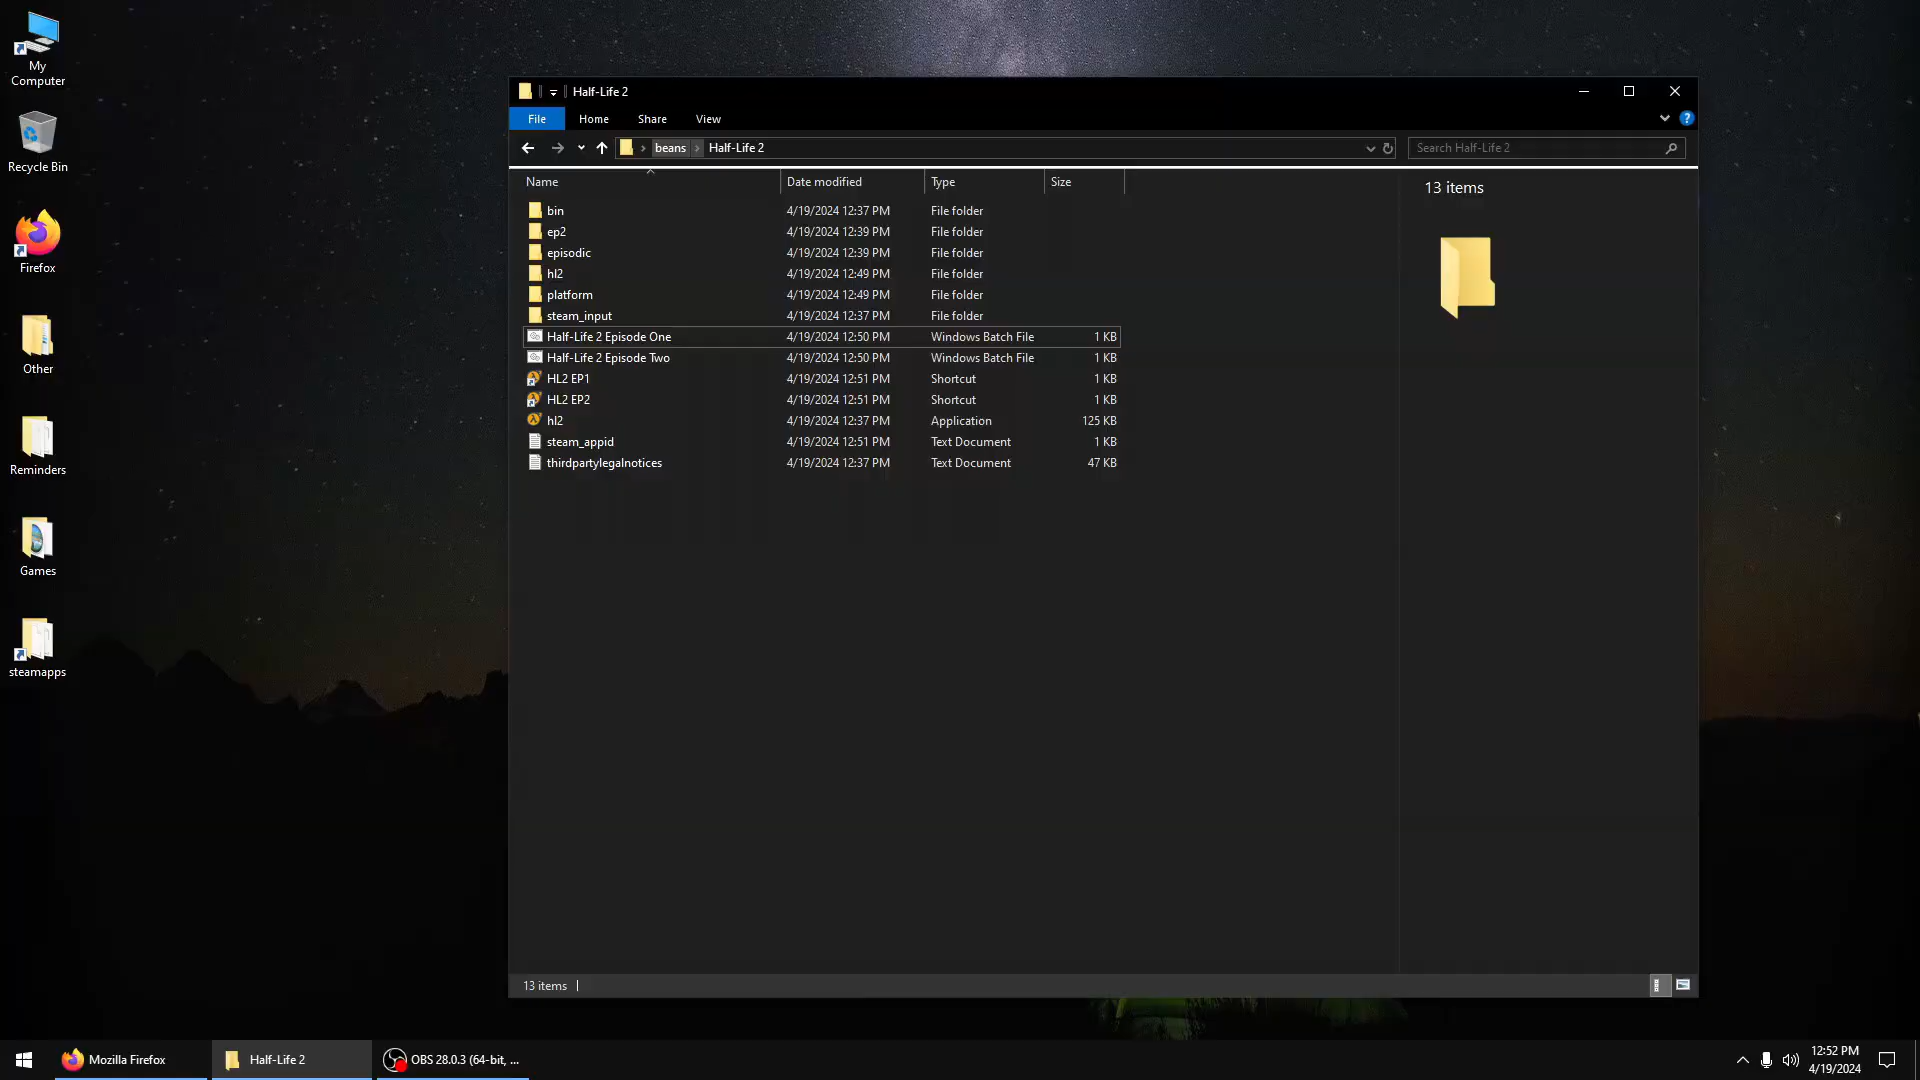 My
Computer
Recycle Bin
Firefox
Other
Reminders
Games
steamapps
Half-Life 2
File Home Share View
beans Half-Life 2 Search Half-Life 2
Name Date modified Type Size
bin 4/19/2024 12:37 PM File folder
ep2 4/19/2024 12:39 PM File folder
episodic 4/19/2024 12:39 PM File folder
hl2 4/19/2024 12:49 PM File folder
platform 4/19/2024 12:49 PM File folder
steam_input 4/19/2024 12:37 PM File folder
Half-Life 2 Episode One 4/19/2024 12:50 PM Windows Batch File 1 KB
Half-Life 2 Episode Two 4/19/2024 12:50 PM Windows Batch File 1 KB
HL2 EP1 4/19/2024 12:51 PM Shortcut 1 KB
HL2 EP2 4/19/2024 12:51 PM Shortcut 1 KB
hl2 4/19/2024 12:37 PM Application 125 KB
steam_appid 4/19/2024 12:51 PM Text Document 1 KB
thirdpartylegalnotices 4/19/2024 12:37 PM Text Document 47 KB
13 items
13 items
Mozilla Firefox
Half-Life 2
OBS 28.0.3 (64-bit, ...
12:52 PM
4/19/2024